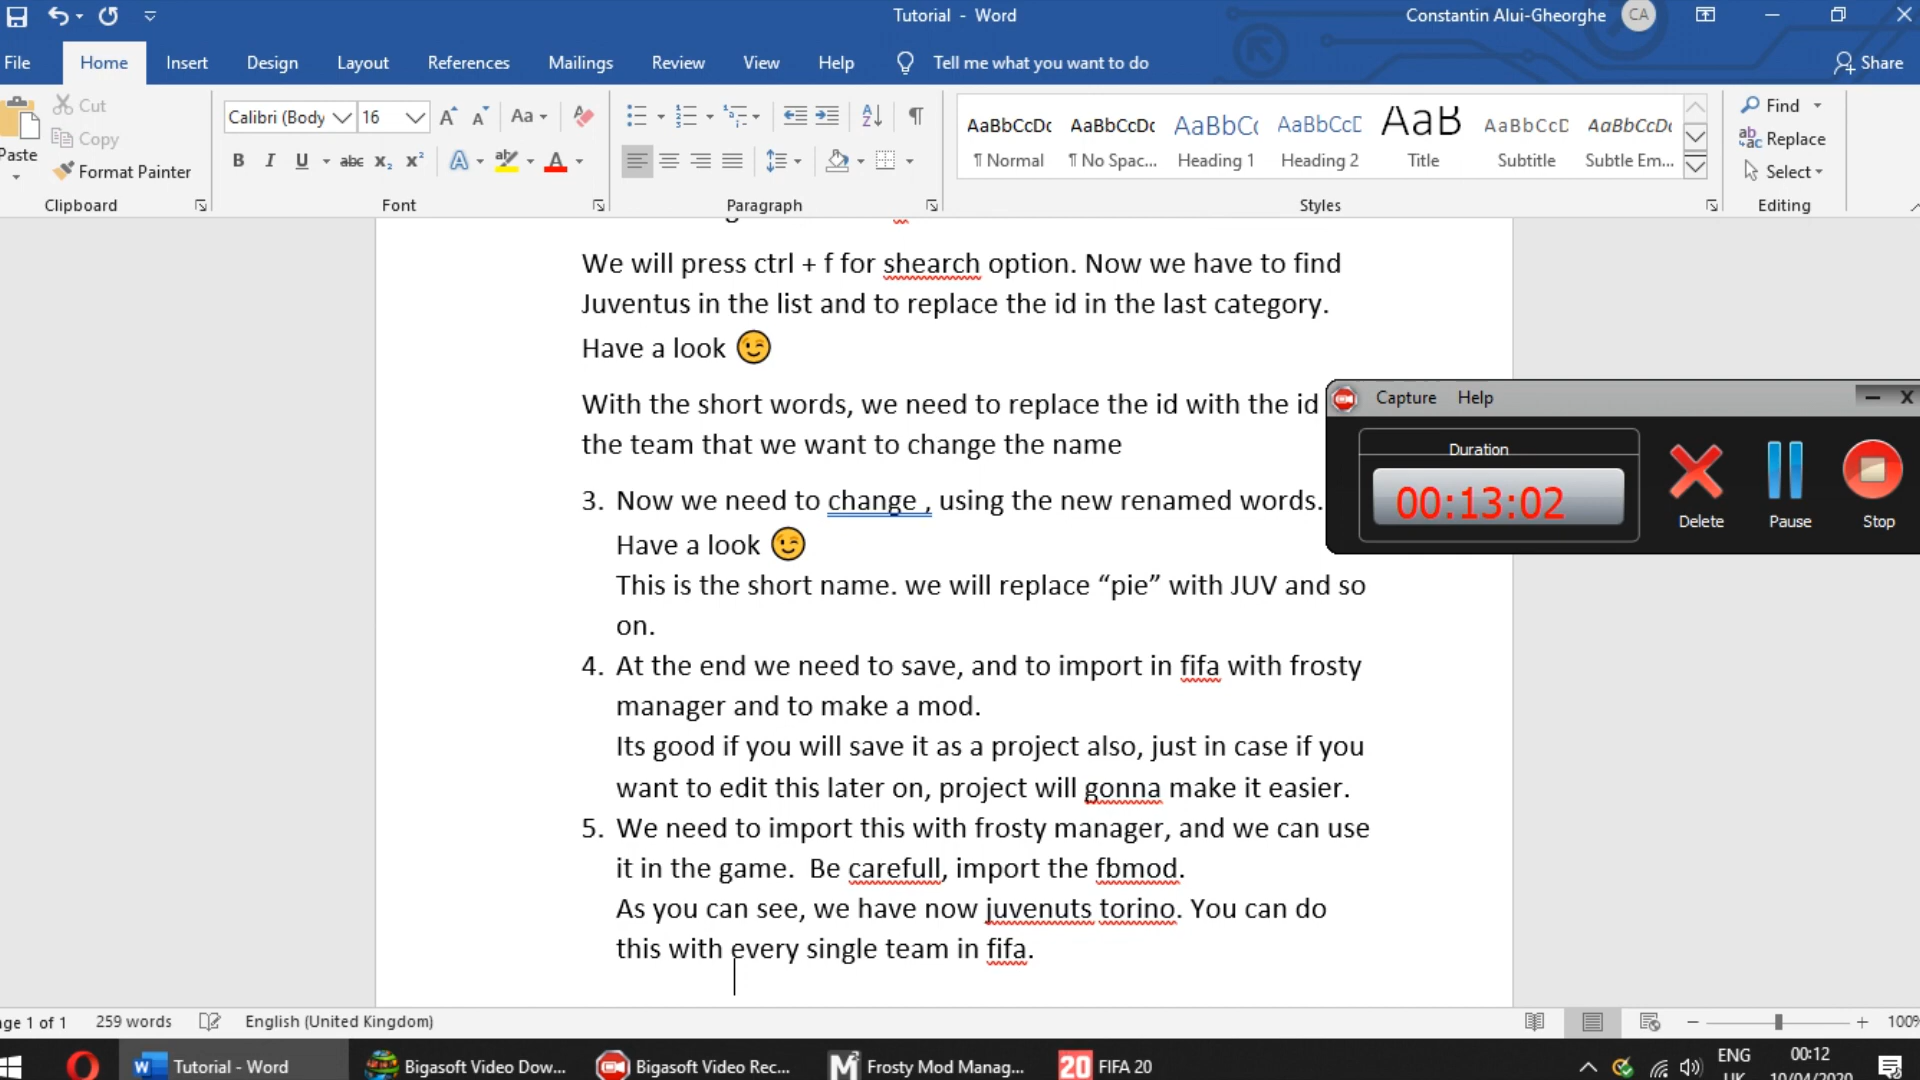 Tutorial - Word
Constantin Alui-Gheorghe CA
File Home Insert Design Layout References Mailings Review View Help Tell me what you want to do Share
Cut
Copy
Paste
Format Painter
Calibri (Body 16
AaBbCcDc AaBbCcDc AaBbCc AaBbCcD AaB AaBbCcD AaBbCcDc
¶ Normal ¶ No Spac... Heading 1 Heading 2 Title Subtitle Subtle Em...
Find
Replace
Select
Clipboard Font Paragraph Styles Editing
We will press ctrl + f for shearch option. Now we have to find
Juventus in the list and to replace the id in the last category.
Have a look
With the short words, we need to replace the id with the id
the team that we want to change the name
3. Now we need to change , using the new renamed words.
Have a look
This is the short name. we will replace “pie” with JUV and so
on.
4. At the end we need to save, and to import in fifa with frosty
manager and to make a mod.
Its good if you will save it as a project also, just in case if you
want to edit this later on, project will gonna make it easier.
5. We need to import this with frosty manager, and we can use
it in the game.  Be carefull, import the fbmod.
As you can see, we have now juvenuts torino. You can do
this with every single team in fifa.
Capture Help
Duration
00:13:02
Delete Pause Stop
age 1 of 1 259 words English (United Kingdom) 100%
Tutorial - Word Bigasoft Video Dow... Bigasoft Video Rec... Frosty Mod Manag... 20 FIFA 20
ENG 00:12
UK 10/04/2020